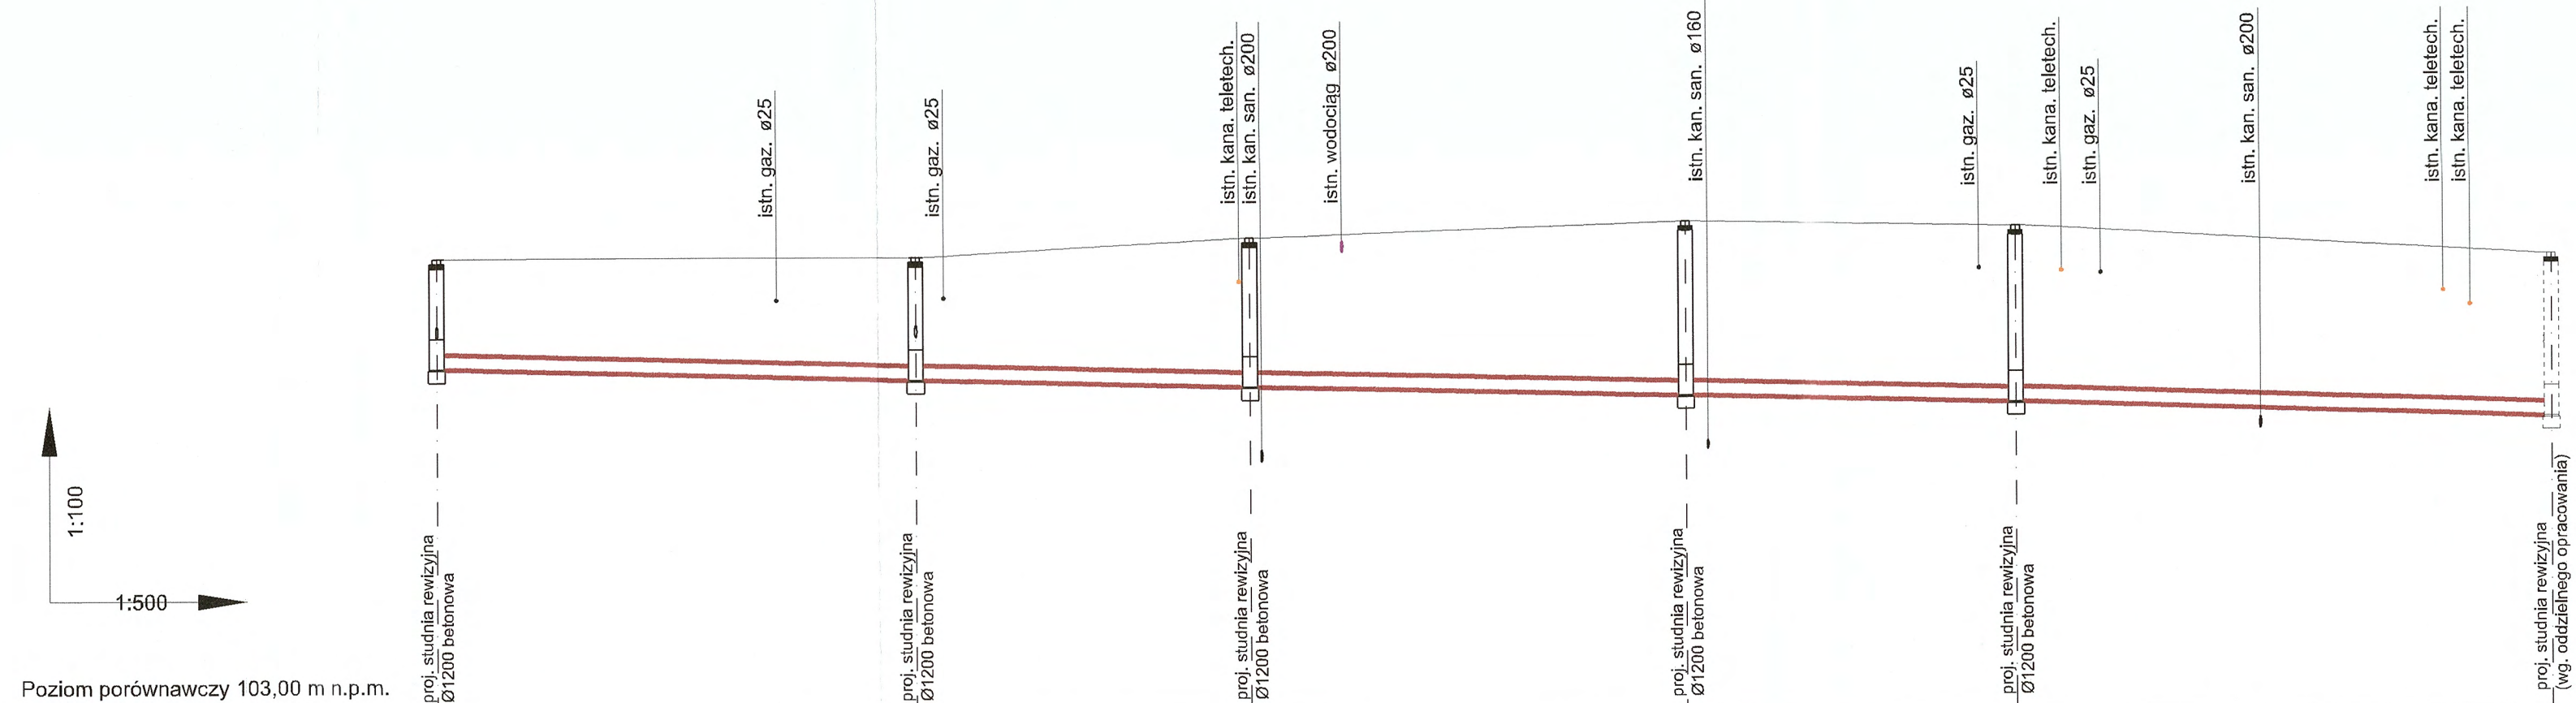 istn. gaz. ø25
istn. gaz. ø25
istn. kana. teletech.
istn. kan. san. ø200
istn. wodociąg ø200
istn. kan. san. ø160
istn. gaz. ø25
istn. kana. teletech.
istn. gaz. ø25
istn. kan. san. ø200
istn. kana. teletech.
istn. kana. teletech.
1:100
1:500
Poziom porównawczy 103,00 m n.p.m.
proj. studnia rewizyjna
Ø1200 betonowa
proj. studnia rewizyjna
Ø1200 betonowa
proj. studnia rewizyjna
Ø1200 betonowa
proj. studnia rewizyjna
Ø1200 betonowa
proj. studnia rewizyjna
Ø1200 betonowa
proj. studnia rewizyjna
(wg. oddzielnego opracowania)